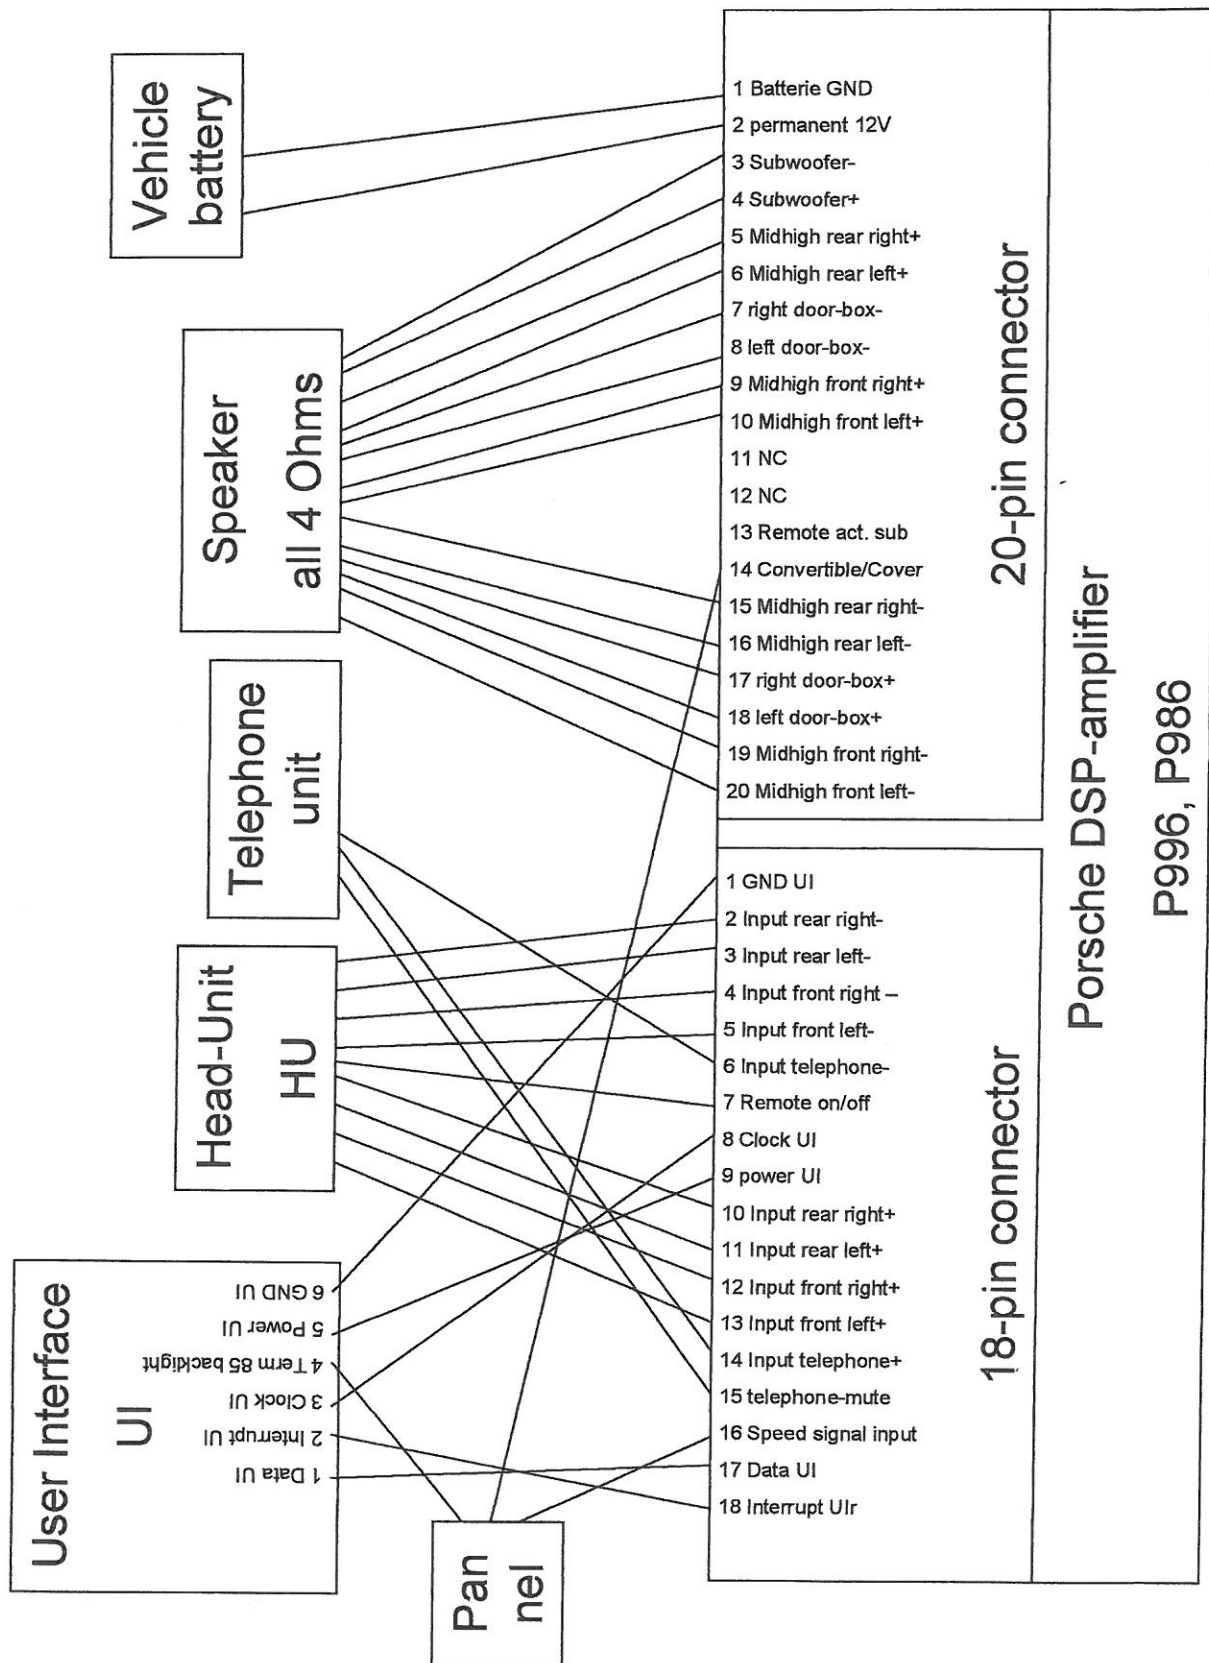 Vehicle
battery
Speaker
all 4 Ohms
Telephone
unit
Head-Unit
HU
User Interface
UI
6 GND UI
5 Power UI
4 Term 85 backlight
3 Clock UI
2 Interrupt UI
1 Data UI
Pan
nel
1 Batterie GND
2 permanent 12V
3 Subwoofer-
4 Subwoofer+
5 Midhigh rear right+
6 Midhigh rear left+
7 right door-box-
8 left door-box-
9 Midhigh front right+
10 Midhigh front left+
11 NC
12 NC
13 Remote act. sub
14 Convertible/Cover
15 Midhigh rear right-
16 Midhigh rear left-
17 right door-box+
18 left door-box+
19 Midhigh front right-
20 Midhigh front left-
20-pin connector
1 GND UI
2 Input rear right-
3 Input rear left-
4 Input front right –
5 Input front left-
6 Input telephone-
7 Remote on/off
8 Clock UI
9 power UI
10 Input rear right+
11 Input rear left+
12 Input front right+
13 Input front left+
14 Input telephone+
15 telephone-mute
16 Speed signal input
17 Data UI
18 Interrupt UIr
18-pin connector
Porsche DSP-amplifier
P996, P986